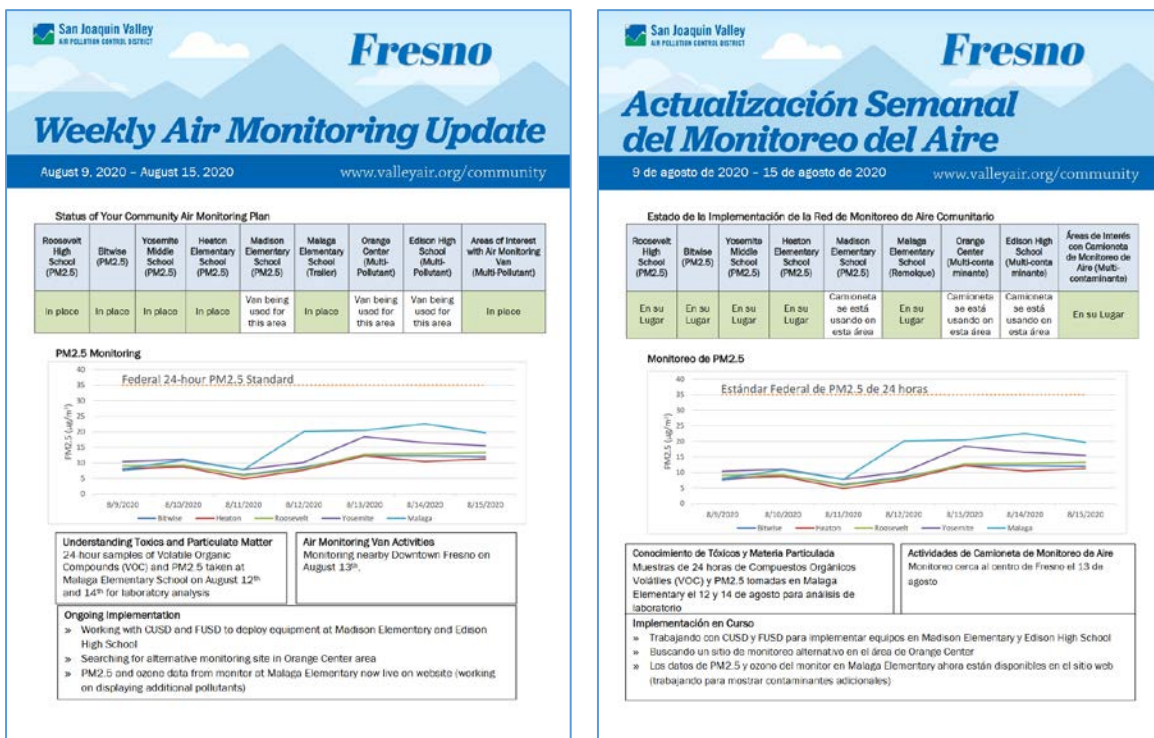 San Joaquin Valley
AIR POLLUTION CONTROL DISTRICT
Fresno
Weekly Air Monitoring Update
August 9, 2020 – August 15, 2020
www.valleyair.org/community
Status of Your Community Air Monitoring Plan
Roosevelt High School (PM2.5)
Bitwise (PM2.5)
Yosemite Middle School (PM2.5)
Heaton Elementary School (PM2.5)
Madison Elementary School (PM2.5)
Malaga Elementary School (Trailer)
Orange Center (Multi-Pollutant)
Edison High School (Multi-Pollutant)
Areas of Interest with Air Monitoring Van (Multi-Pollutant)
In place
In place
In place
In place
Van being used for this area
In place
Van being used for this area
Van being used for this area
In place
PM2.5 Monitoring
Federal 24-hour PM2.5 Standard
PM2.5 (µg/m³)
40
35
30
25
20
15
10
5
0
8/9/2020 8/10/2020 8/11/2020 8/12/2020 8/13/2020 8/14/2020 8/15/2020
Bitwise Heaton Roosevelt Yosemite Malaga
Understanding Toxics and Particulate Matter
24-hour samples of Volatile Organic
Compounds (VOC) and PM2.5 taken at
Malaga Elementary School on August 12th
and 14th for laboratory analysis
Air Monitoring Van Activities
Monitoring nearby Downtown Fresno on
August 13th.
Ongoing Implementation
» Working with CUSD and FUSD to deploy equipment at Madison Elementary and Edison
High School
» Searching for alternative monitoring site in Orange Center area
» PM2.5 and ozone data from monitor at Malaga Elementary now live on website (working
on displaying additional pollutants)
San Joaquin Valley
AIR POLLUTION CONTROL DISTRICT
Fresno
Actualización Semanal
del Monitoreo del Aire
9 de agosto de 2020 – 15 de agosto de 2020
www.valleyair.org/community
Estado de la Implementación de la Red de Monitoreo de Aire Comunitario
Roosevelt High School (PM2.5)
Bitwise (PM2.5)
Yosemite Middle School (PM2.5)
Heaton Elementary School (PM2.5)
Madison Elementary School (PM2.5)
Malaga Elementary School (Remolque)
Orange Center (Multi-conta minante)
Edison High School (Multi-conta minante)
Áreas de Interés con Camioneta de Monitoreo de Aire (Multi-contaminante)
En su Lugar
En su Lugar
En su Lugar
En su Lugar
Camioneta se está usando en esta área
En su Lugar
Camioneta se está usando en esta área
Camioneta se está usando en esta área
En su Lugar
Monitoreo de PM2.5
Estándar Federal de PM2.5 de 24 horas
PM2.5 (µg/m³)
40
35
30
25
20
15
10
5
0
8/9/2020 8/10/2020 8/11/2020 8/12/2020 8/13/2020 8/14/2020 8/15/2020
Bitwise Heaton Roosevelt Yosemite Malaga
Conocimiento de Tóxicos y Materia Particulada
Muestras de 24 horas de Compuestos Orgánicos
Volátiles (VOC) y PM2.5 tomadas en Malaga
Elementary el 12 y 14 de agosto para análisis de
laboratorio
Actividades de Camioneta de Monitoreo de Aire
Monitoreo cerca al centro de Fresno el 13 de
agosto
Implementación en Curso
» Trabajando con CUSD y FUSD para implementar equipos en Madison Elementary y Edison High School
» Buscando un sitio de monitoreo alternativo en el área de Orange Center
» Los datos de PM2.5 y ozono del monitor en Malaga Elementary ahora están disponibles en el sitio web
(trabajando para mostrar contaminantes adicionales)